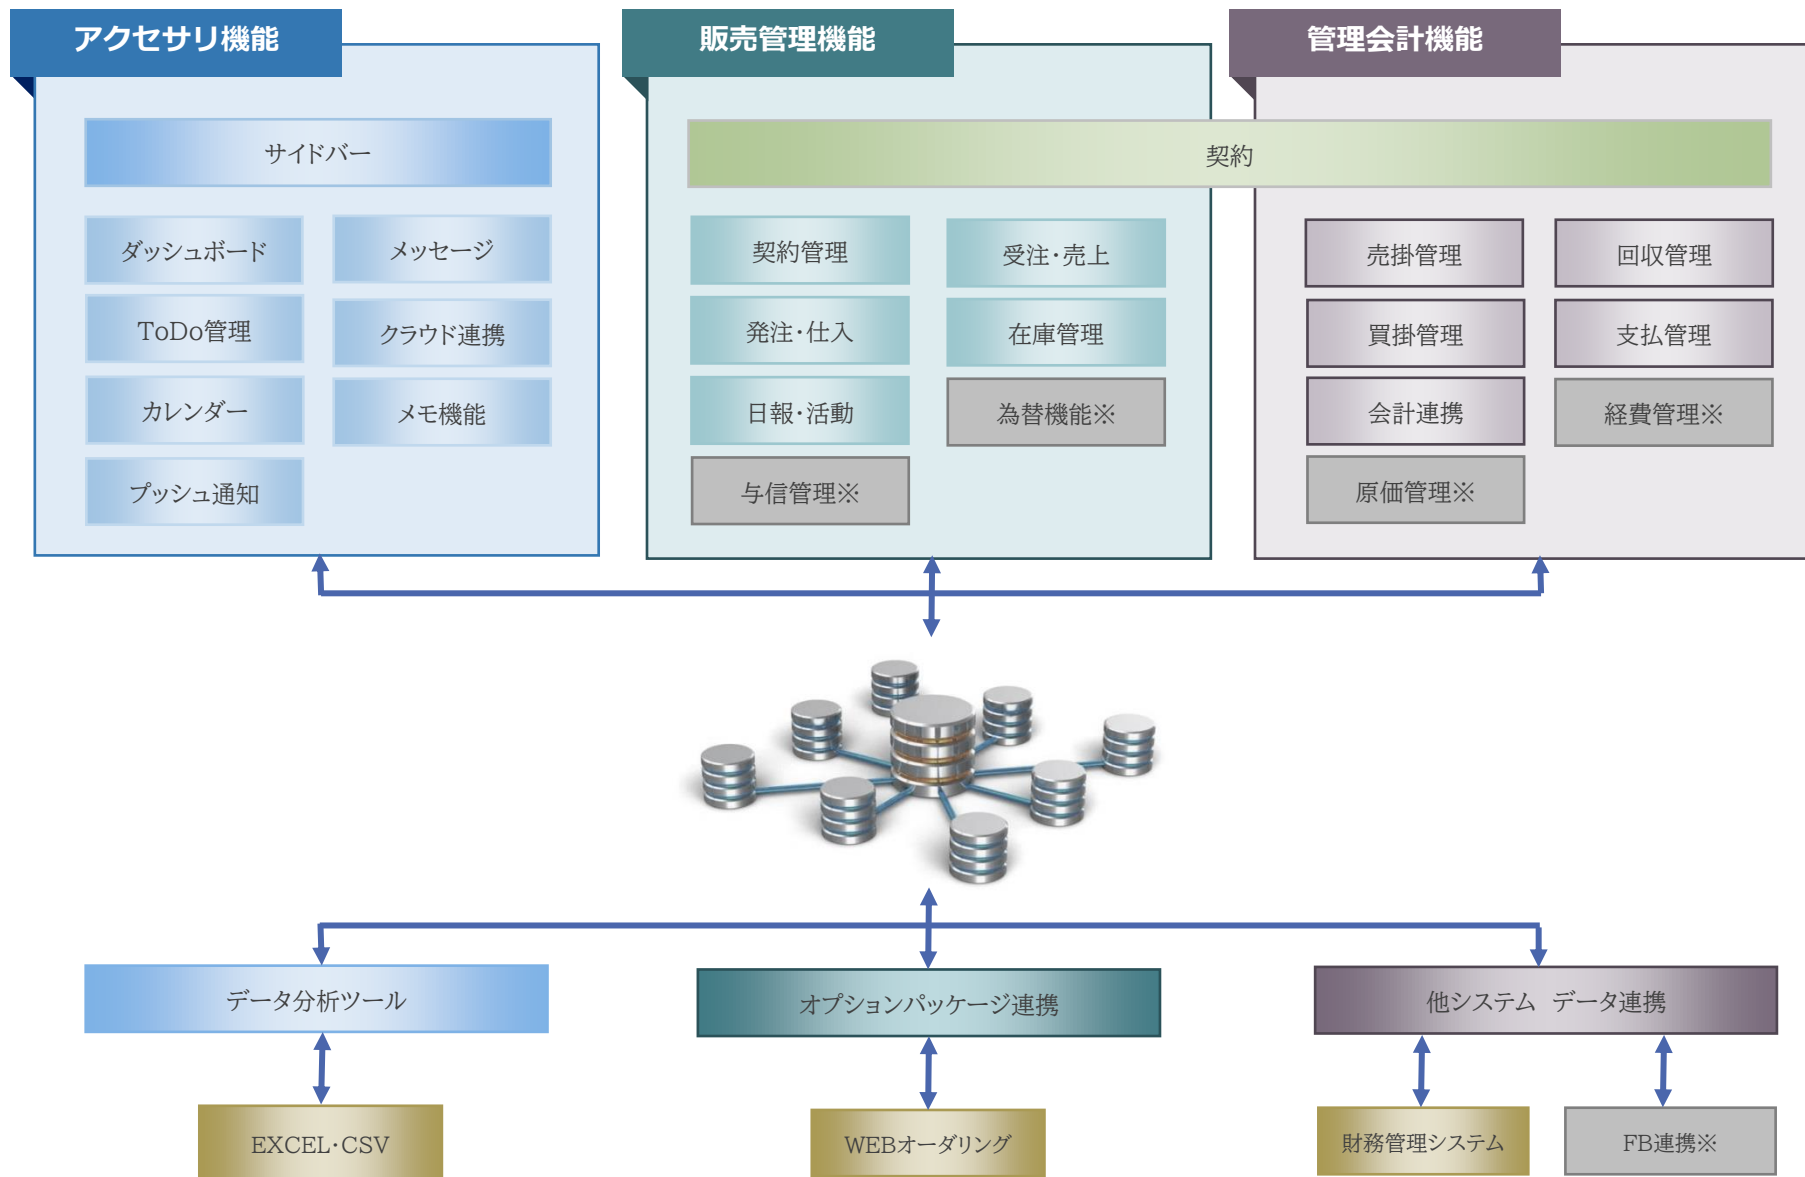 アクセサリ機能
サイドバー
ダッシュボード
メッセージ
ToDo管理
クラウド連携
カレンダー
メモ機能
プッシュ通知
販売管理機能
管理会計機能
契約
契約管理
受注・売上
発注・仕入
在庫管理
日報・活動
為替機能※
与信管理※
売掛管理
回収管理
買掛管理
支払管理
会計連携
経費管理※
原価管理※
データ分析ツール
オプションパッケージ連携
他システム データ連携
EXCEL・CSV
WEBオーダリング
財務管理システム
FB連携※